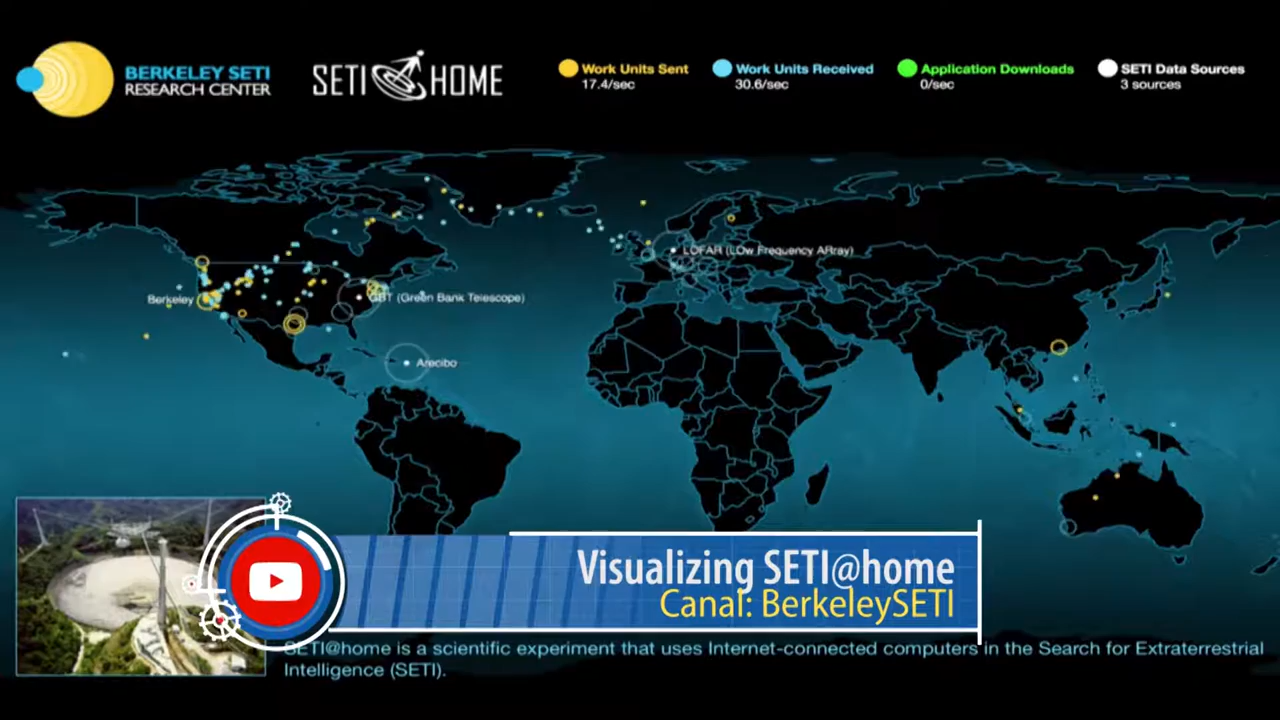 BERKELEY SETI
RESEARCH CENTER
SETI HOME
Work Units Sent
17.4/sec
Work Units Received
30.6/sec
Application Downloads
0/sec
SETI Data Sources
3 sources
LOFAR (LOw Frequency ARray)
Berkeley
GBT (Green Bank Telescope)
Arecibo
Visualizing SETI@home
Canal: BerkeleySETI
SETI@home is a scientific experiment that uses Internet-connected computers in the Search for Extraterrestrial
Intelligence (SETI).